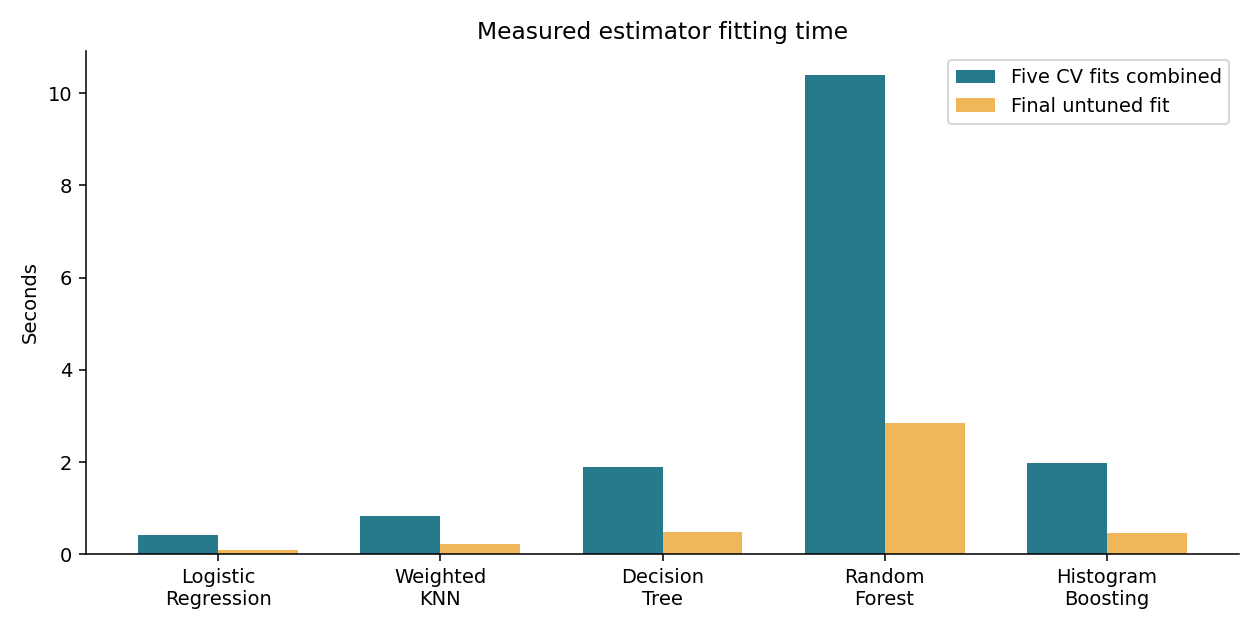 Measured estimator fitting time
Five CV fits combined
Final untuned fit
Seconds
10
8
6
4
2
0
Logistic
Regression
Weighted
KNN
Decision
Tree
Random
Forest
Histogram
Boosting